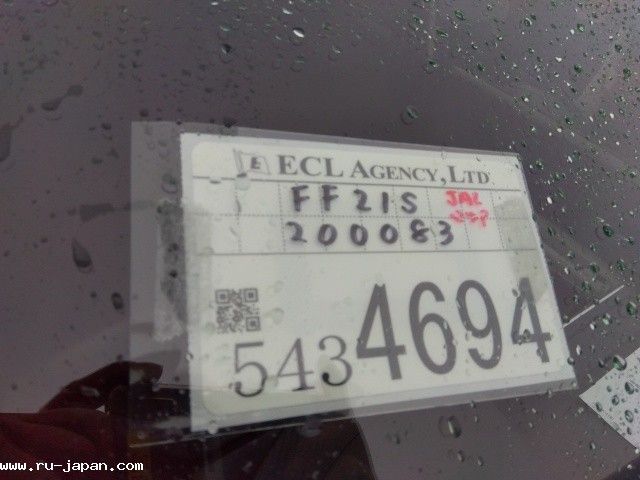 E ECL AGENCY,LTD
FF21S JAL
200083
5434694
www.ru-japan.com